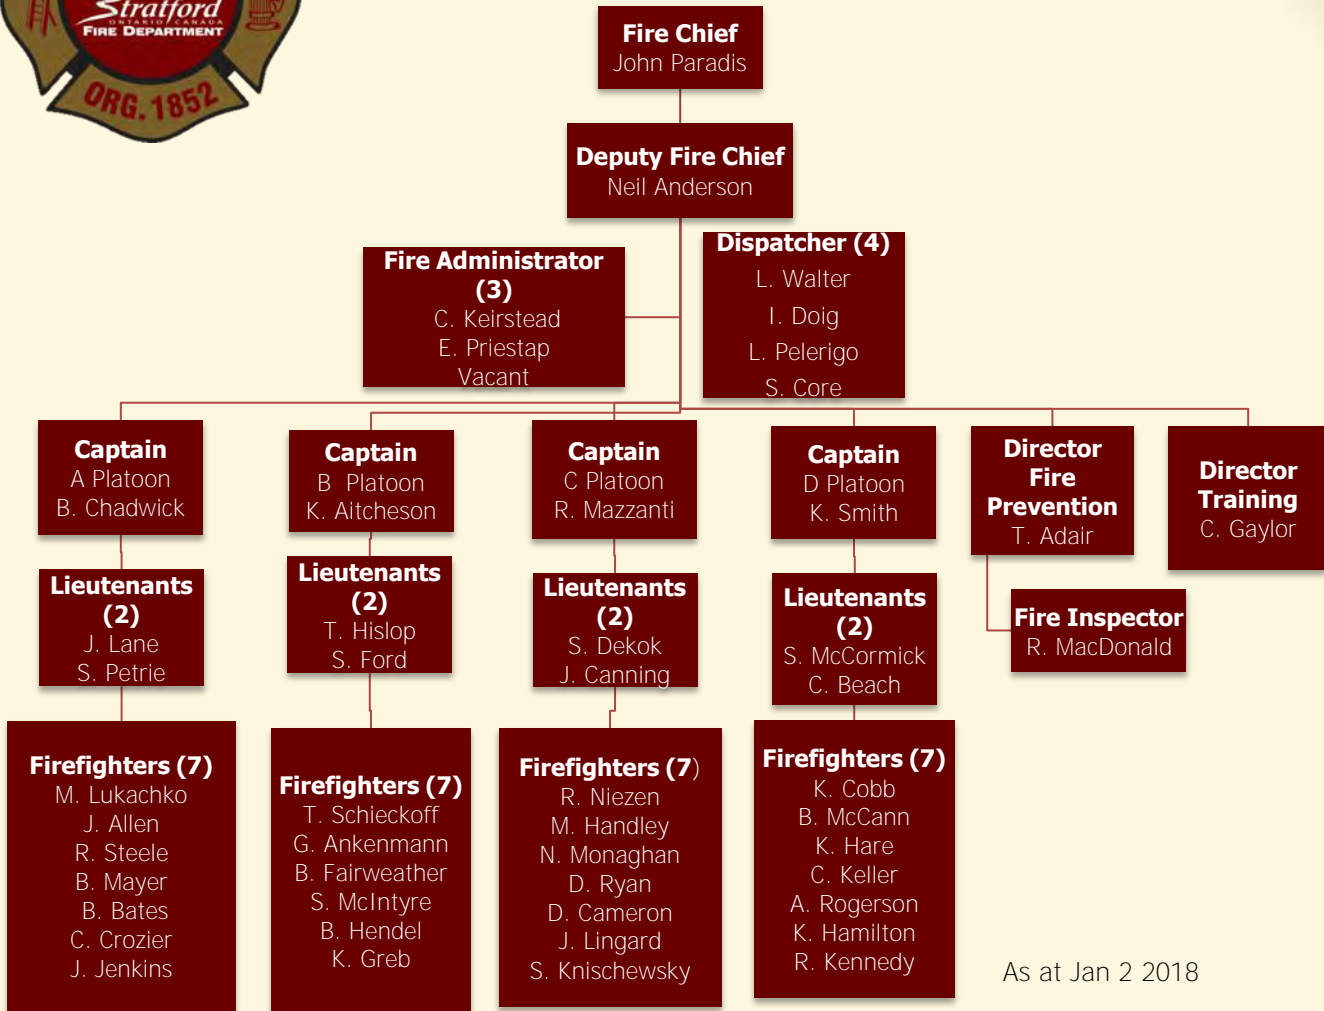 Stratford
ONTARIO CANADA
FIRE DEPARTMENT
ORG. 1852
Fire Chief
John Paradis
Deputy Fire Chief
Neil Anderson
Fire Administrator
(3)
C. Keirstead
E. Priestap
Vacant
Dispatcher (4)
L. Walter
I. Doig
L. Pelerigo
S. Core
Captain
A Platoon
B. Chadwick
Captain
B Platoon
K. Aitcheson
Captain
C Platoon
R. Mazzanti
Captain
D Platoon
K. Smith
Director
Fire
Prevention
T. Adair
Director
Training
C. Gaylor
Lieutenants
(2)
J. Lane
S. Petrie
Lieutenants
(2)
T. Hislop
S. Ford
Lieutenants
(2)
S. Dekok
J. Canning
Lieutenants
(2)
S. McCormick
C. Beach
Fire Inspector
R. MacDonald
Firefighters (7)
M. Lukachko
J. Allen
R. Steele
B. Mayer
B. Bates
C. Crozier
J. Jenkins
Firefighters (7)
T. Schieckoff
G. Ankenmann
B. Fairweather
S. McIntyre
B. Hendel
K. Greb
Firefighters (7)
R. Niezen
M. Handley
N. Monaghan
D. Ryan
D. Cameron
J. Lingard
S. Knischewsky
Firefighters (7)
K. Cobb
B. McCann
K. Hare
C. Keller
A. Rogerson
K. Hamilton
R. Kennedy
As at Jan 2 2018